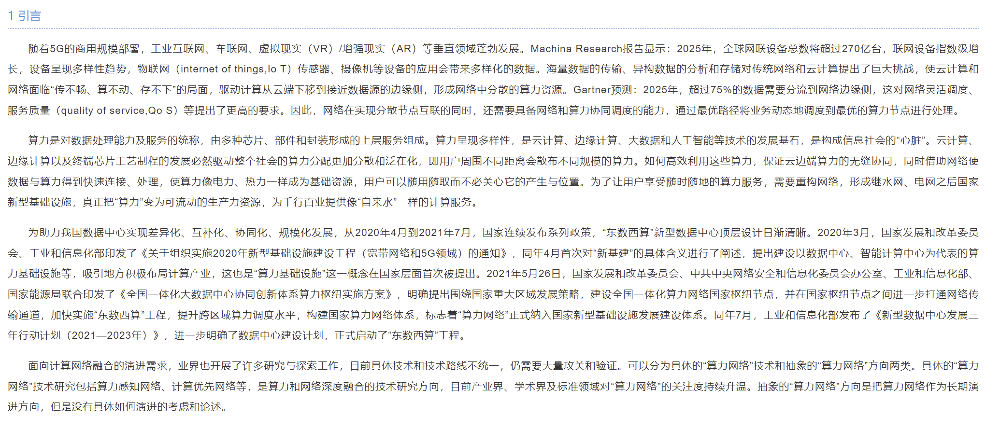 1 引言
随着5G的商用规模部署，工业互联网、车联网、虚拟现实（VR）/增强现实（AR）等垂直领域蓬勃发展。Machina Research报告显示：2025年，全球网联设备总数将超过270亿台，联网设备指数级增
长，设备呈现多样性趋势，物联网（internet of things,Io T）传感器、摄像机等设备的应用会带来多样化的数据。海量数据的传输、异构数据的分析和存储对传统网络和云计算提出了巨大挑战，使云计算和
网络面临“传不畅、算不动、存不下”的局面，驱动计算从云端下移到接近数据源的边缘侧，形成网络中分散的算力资源。Gartner预测：2025年，超过75%的数据需要分流到网络边缘侧，这对网络灵活调度、
服务质量（quality of service,Qo S）等提出了更高的要求。因此，网络在实现分散节点互联的同时，还需要具备网络和算力协同调度的能力，通过最优路径将业务动态地调度到最优的算力节点进行处理。
算力是对数据处理能力及服务的统称，由多种芯片、部件和封装形成的上层服务组成。算力呈现多样性，是云计算、边缘计算、大数据和人工智能等技术的发展基石，是构成信息社会的“心脏”。云计算、
边缘计算以及终端芯片工艺制程的发展必然驱动整个社会的算力分配更加分散和泛在化，即用户周围不同距离会散布不同规模的算力。如何高效利用这些算力，保证云边端算力的无缝协同，同时借助网络使
数据与算力得到快速连接、处理，使算力像电力、热力一样成为基础资源，用户可以随用随取而不必关心它的产生与位置。为了让用户享受随时随地的算力服务，需要重构网络，形成继水网、电网之后国家
新型基础设施，真正把“算力”变为可流动的生产力资源，为千行百业提供像“自来水”一样的计算服务。
为助力我国数据中心实现差异化、互补化、协同化、规模化发展，从2020年4月到2021年7月，国家连续发布系列政策，“东数西算”新型数据中心顶层设计日渐清晰。2020年3月，国家发展和改革委员
会、工业和信息化部印发了《关于组织实施2020年新型基础设施建设工程（宽带网络和5G领域）的通知》，同年4月首次对“新基建”的具体含义进行了阐述，提出建设以数据中心、智能计算中心为代表的算
力基础设施等，吸引地方积极布局计算产业，这也是“算力基础设施”这一概念在国家层面首次被提出。2021年5月26日，国家发展和改革委员会、中共中央网络安全和信息化委员会办公室、工业和信息化部、
国家能源局联合印发了《全国一体化大数据中心协同创新体系算力枢纽实施方案》，明确提出围绕国家重大区域发展策略，建设全国一体化算力网络国家枢纽节点，并在国家枢纽节点之间进一步打通网络传
输通道，加快实施“东数西算”工程，提升跨区域算力调度水平，构建国家算力网络体系，标志着“算力网络”正式纳入国家新型基础设施发展建设体系。同年7月，工业和信息化部发布了《新型数据中心发展三
年行动计划（2021—2023年）》，进一步明确了数据中心建设计划，正式启动了“东数西算”工程。
面向计算网络融合的演进需求，业界也开展了许多研究与探索工作，目前具体技术和技术路线不统一，仍需要大量攻关和验证。可以分为具体的“算力网络”技术和抽象的“算力网络”方向两类。具体的“算力
网络”技术研究包括算力感知网络、计算优先网络等，是算力和网络深度融合的技术研究方向，目前产业界、学术界及标准领域对“算力网络”的关注度持续升温。抽象的“算力网络”方向是把算力网络作为长期演
进方向，但是没有具体如何演进的考虑和论述。